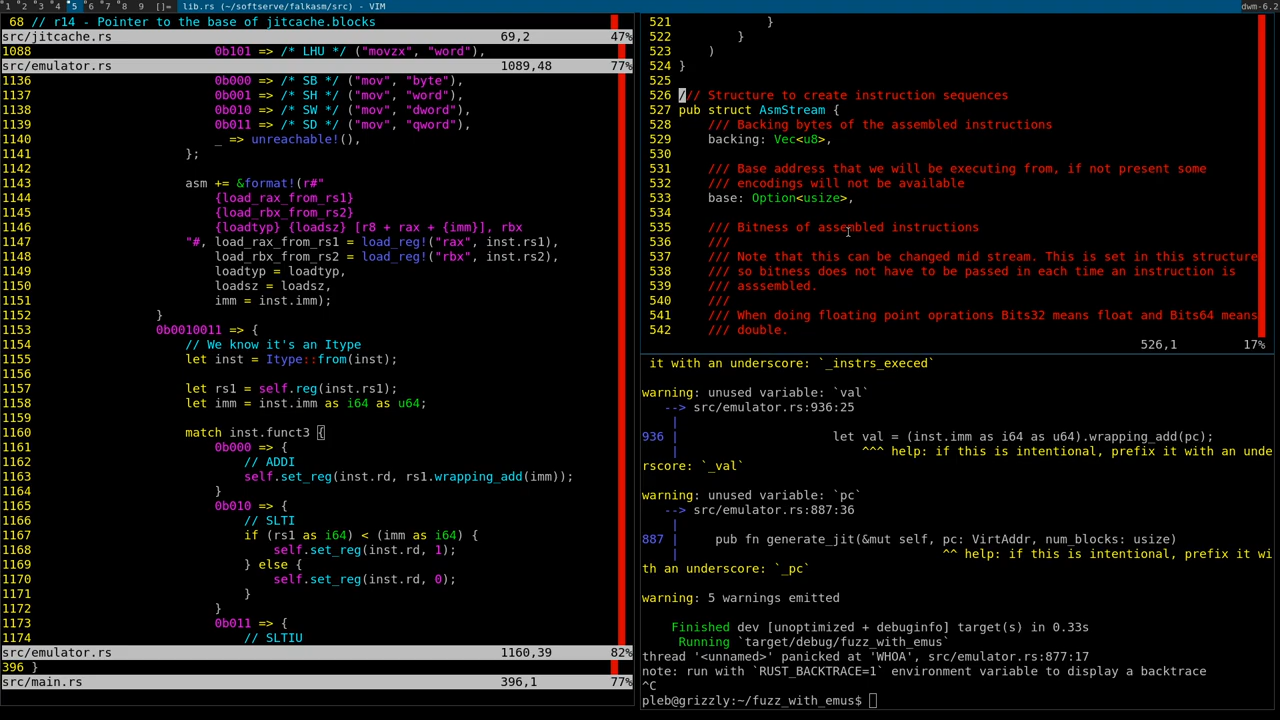 1 2 3 4 5 6 7 8 9 []= lib.rs (~/softserve/falkasm/src) - VIM dwm-6.2
68 // r14 - Pointer to the base of jitcache.blocks
src/jitcache.rs 69,2 47%
1088 0b101 => /* LHU */ ("movzx", "word"),
src/emulator.rs 1089,48 77%
1136 0b000 => /* SB */ ("mov", "byte"),
1137 0b001 => /* SH */ ("mov", "word"),
1138 0b010 => /* SW */ ("mov", "dword"),
1139 0b011 => /* SD */ ("mov", "qword"),
1140 _ => unreachable!(),
1141 };
1142
1143 asm += &format!(r#"
1144 {load_rax_from_rs1}
1145 {load_rbx_from_rs2}
1146 {loadtyp} {loadsz} [r8 + rax + {imm}], rbx
1147 "#, load_rax_from_rs1 = load_reg!("rax", inst.rs1),
1148 load_rbx_from_rs2 = load_reg!("rbx", inst.rs2),
1149 loadtyp = loadtyp,
1150 loadsz = loadsz,
1151 imm = inst.imm);
1152 }
1153 0b0010011 => {
1154 // We know it's an Itype
1155 let inst = Itype::from(inst);
1156
1157 let rs1 = self.reg(inst.rs1);
1158 let imm = inst.imm as i64 as u64;
1159
1160 match inst.funct3 {
1161 0b000 => {
1162 // ADDI
1163 self.set_reg(inst.rd, rs1.wrapping_add(imm));
1164 }
1165 0b010 => {
1166 // SLTI
1167 if (rs1 as i64) < (imm as i64) {
1168 self.set_reg(inst.rd, 1);
1169 } else {
1170 self.set_reg(inst.rd, 0);
1171 }
1172 }
1173 0b011 => {
1174 // SLTIU
src/emulator.rs 1160,39 82%
396 }
src/main.rs 396,1 77%
521 }
522 }
523 )
524 }
525
526 /// Structure to create instruction sequences
527 pub struct AsmStream {
528 /// Backing bytes of the assembled instructions
529 backing: Vec<u8>,
530
531 /// Base address that we will be executing from, if not present some
532 /// encodings will not be available
533 base: Option<usize>,
534
535 /// Bitness of assembled instructions
536 ///
537 /// Note that this can be changed mid stream. This is set in this structure
538 /// so bitness does not have to be passed in each time an instruction is
539 /// asssembled.
540 ///
541 /// When doing floating point oprations Bits32 means float and Bits64 means
542 /// double.
526,1 17%
it with an underscore: `_instrs_execed`
warning: unused variable: `val`
--> src/emulator.rs:936:25
|
936 | let val = (inst.imm as i64 as u64).wrapping_add(pc);
| ^^^ help: if this is intentional, prefix it with an unde
rscore: `_val`
warning: unused variable: `pc`
--> src/emulator.rs:887:36
|
887 | pub fn generate_jit(&mut self, pc: VirtAddr, num_blocks: usize)
| ^^ help: if this is intentional, prefix it wi
th an underscore: `_pc`
warning: 5 warnings emitted
Finished dev [unoptimized + debuginfo] target(s) in 0.33s
Running `target/debug/fuzz_with_emus`
thread '<unnamed>' panicked at 'WHOA', src/emulator.rs:877:17
note: run with `RUST_BACKTRACE=1` environment variable to display a backtrace
^C
pleb@grizzly:~/fuzz_with_emus$